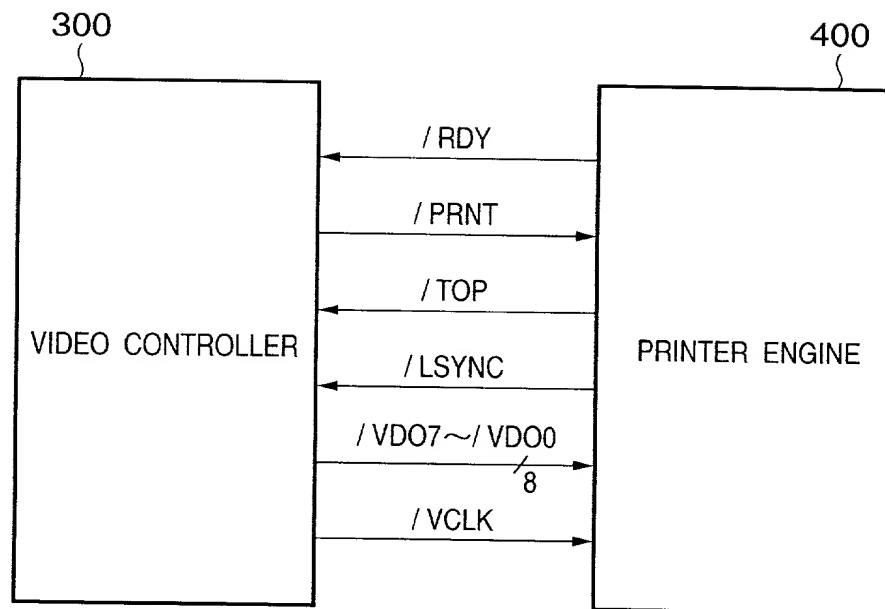 300
400
/ RDY
/ PRNT
/ TOP
VIDEO CONTROLLER
PRINTER ENGINE
/ LSYNC
/ VDO7～/ VDO0
8
/ VCLK